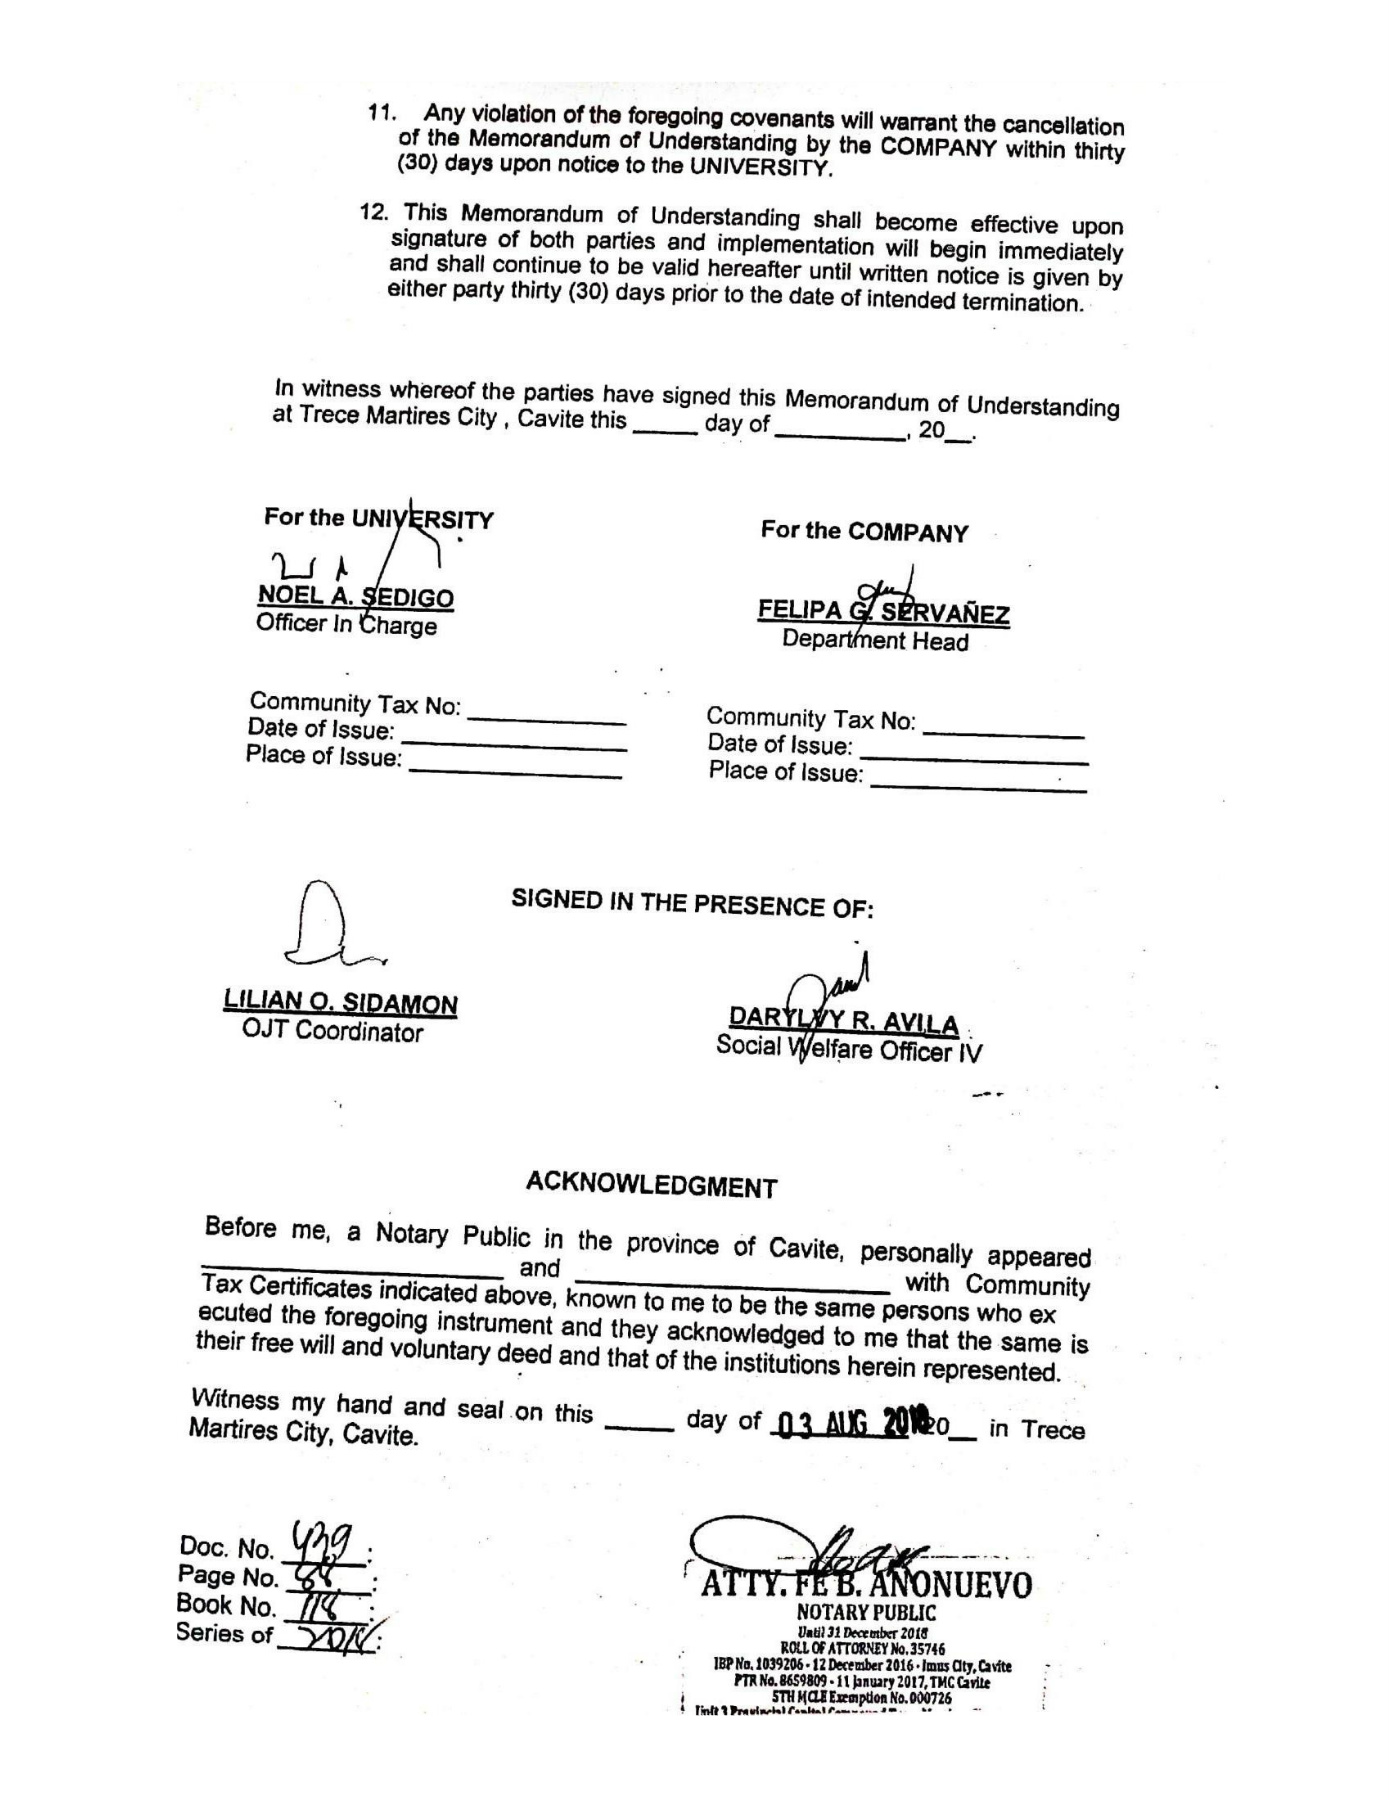 11. Any violation of the foregoing covenants will warrant the cancellation
of the Memorandum of Understanding by the COMPANY within thirty
(30) days upon notice to the UNIVERSITY.
12. This Memorandum of Understanding shall become effective upon
signature of both parties and implementation will begin immediately
and shall continue to be valid hereafter until written notice is given by
either party thirty (30) days prior to the date of intended termination.
In witness whereof the parties have signed this Memorandum of Understanding
at Trece Martires City , Cavite this _____ day of __________, 20__.
For the UNIVERSITY
For the COMPANY
NOEL A. SEDIGO
Officer In Charge
FELIPA G. SERVAÑEZ
Department Head
Community Tax No: ____________
Date of Issue: _________________
Place of Issue: ________________
Community Tax No: ____________
Date of Issue: _________________
Place of Issue: ________________
SIGNED IN THE PRESENCE OF:
LILIAN O. SIDAMON
OJT Coordinator
DARYLVY R. AVILA
Social Welfare Officer IV
ACKNOWLEDGMENT
Before me, a Notary Public in the province of Cavite, personally appeared
_______________________ and _______________________ with Community
Tax Certificates indicated above, known to me to be the same persons who ex
ecuted the foregoing instrument and they acknowledged to me that the same is
their free will and voluntary deed and that of the institutions herein represented.
Witness my hand and seal on this _____ day of 03 AUG 20__ in Trece
Martires City, Cavite.
Doc. No. 439 :
Page No. :
Book No. 118 :
Series of :
ATTY. FE B. AÑONUEVO
NOTARY PUBLIC
Until 31 December 2018
ROLL OF ATTORNEY No. 35746
IBP No. 1039206 - 12 December 2016 - Imus City, Cavite
PTR No. 8659809 - 11 January 2017, TMC Cavite
5TH MCLE Exemption No. 000726
Unit 3 Provincial Capitol